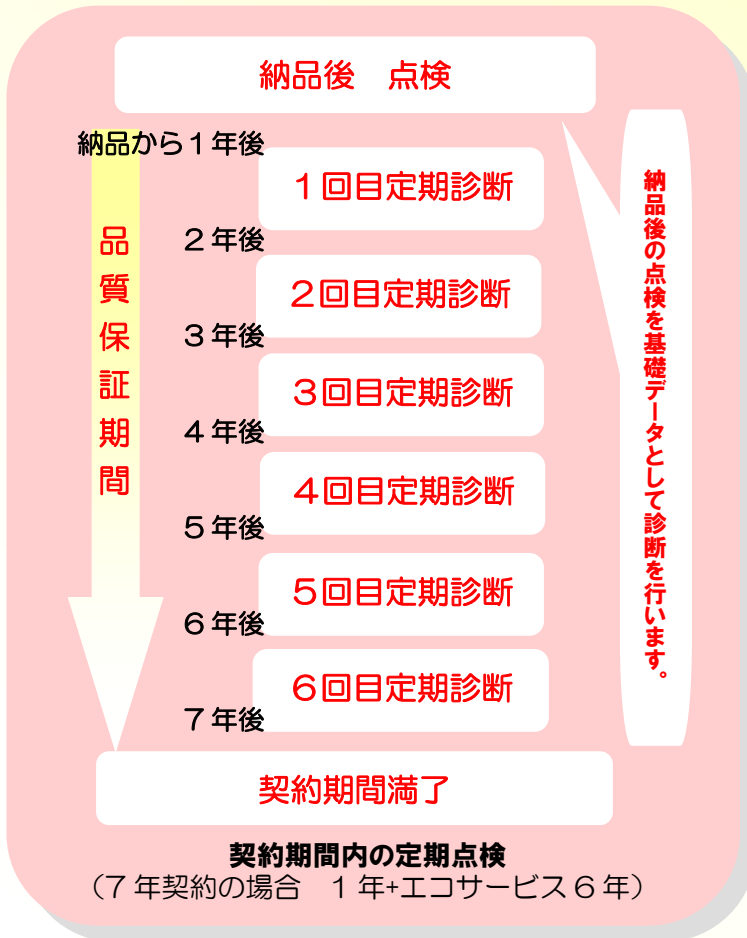 納品後　点検
納品から１年後
１回目定期診断
２年後
２回目定期診断
３年後
３回目定期診断
４年後
４回目定期診断
５年後
５回目定期診断
６年後
６回目定期診断
７年後
契約期間満了
品質保証期間
納品後の点検を基礎データとして診断を行います。
契約期間内の定期点検
（７年契約の場合　１年+エコサービス６年）